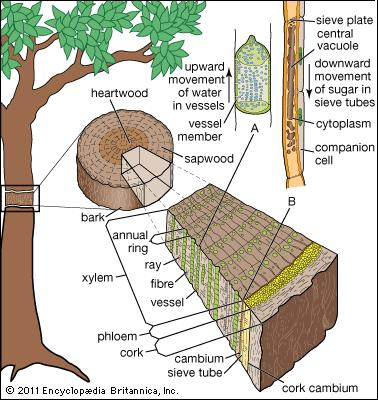 sieve plate
central
vacuole
downward
movement
of sugar in
sieve tubes
cytoplasm
companion
cell
upward
movement
of water
in vessels
vessel
member
A
heartwood
sapwood
bark
B
annual
ring
ray
xylem
fibre
vessel
phloem
cork
cambium
sieve tube
cork cambium
© 2011 Encyclopædia Britannica, Inc.